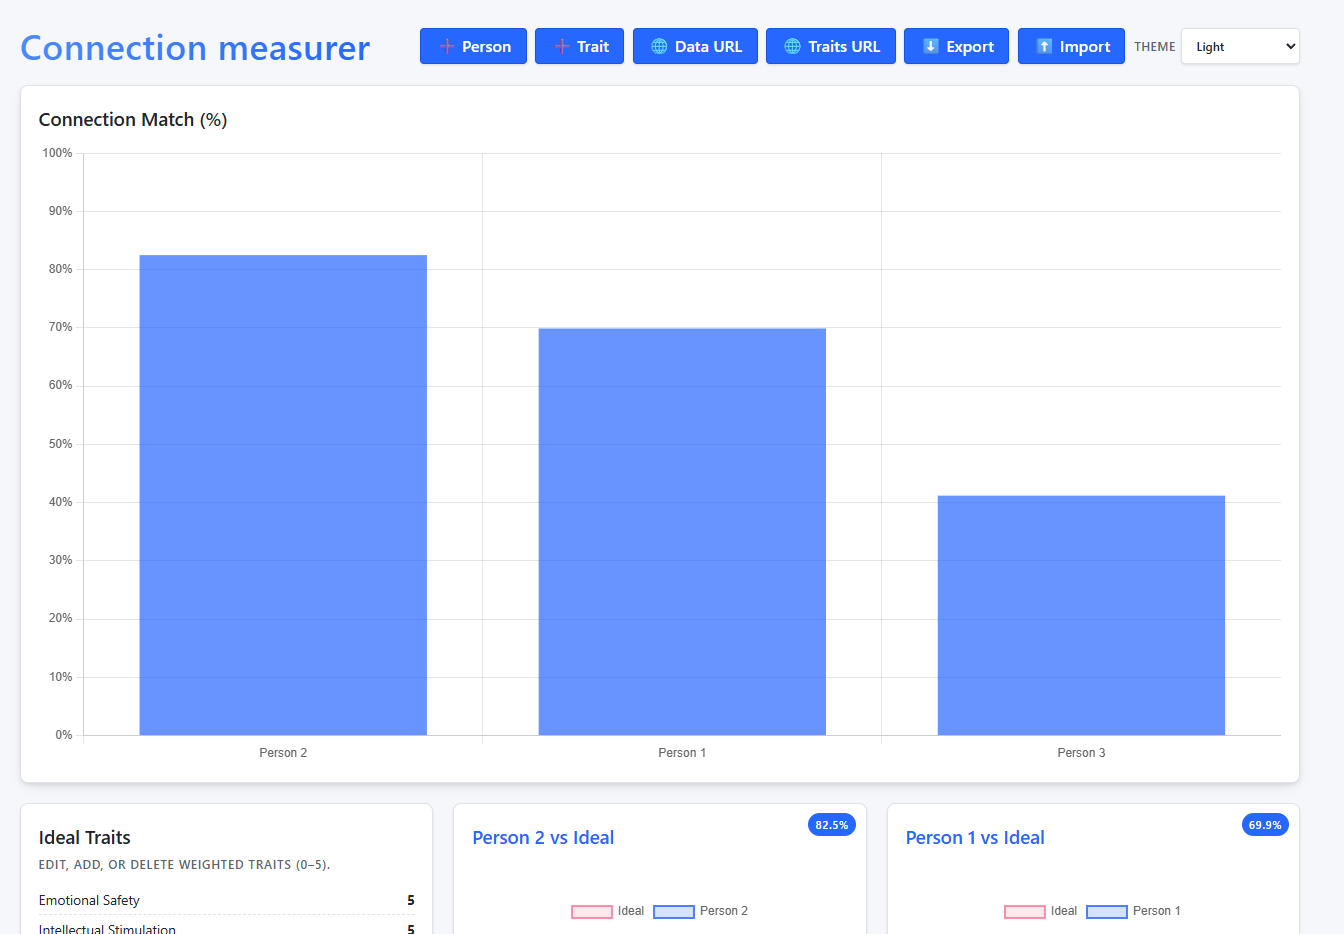 Connection measurer
Person
Trait
Data URL
Traits URL
Export
Import
THEME
Light
Connection Match (%)
100%
90%
80%
70%
60%
50%
40%
30%
20%
10%
0%
Person 2
Person 1
Person 3
Ideal Traits
EDIT, ADD, OR DELETE WEIGHTED TRAITS (0–5).
Emotional Safety 5
Intellectual Stimulation 5
82.5%
Person 2 vs Ideal
Ideal Person 2
69.9%
Person 1 vs Ideal
Ideal Person 1